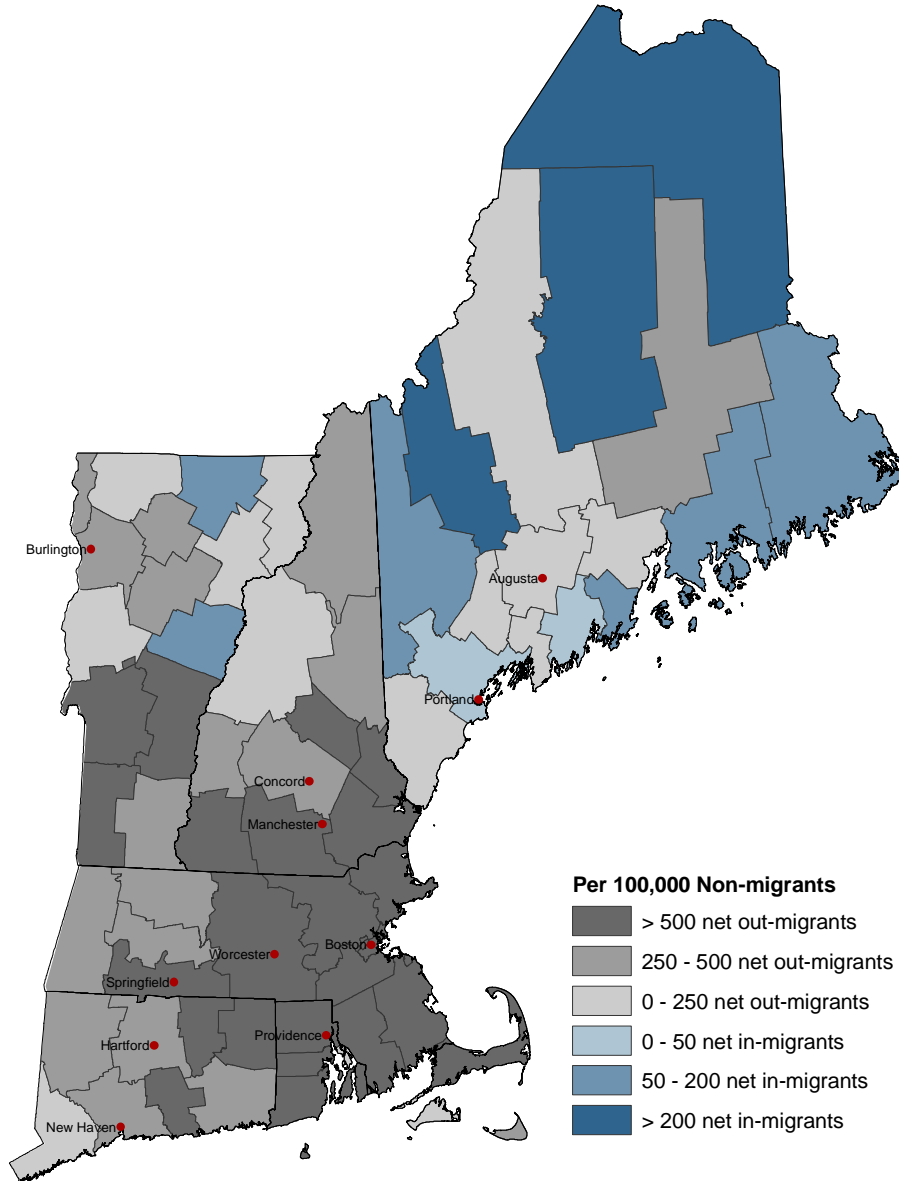 Burlington
Augusta
Portland
Concord
Manchester
Worcester
Boston
Springfield
Hartford
Providence
New Haven
Per 100,000 Non-migrants
> 500 net out-migrants
250 - 500 net out-migrants
0 - 250 net out-migrants
0 - 50 net in-migrants
50 - 200 net in-migrants
> 200 net in-migrants